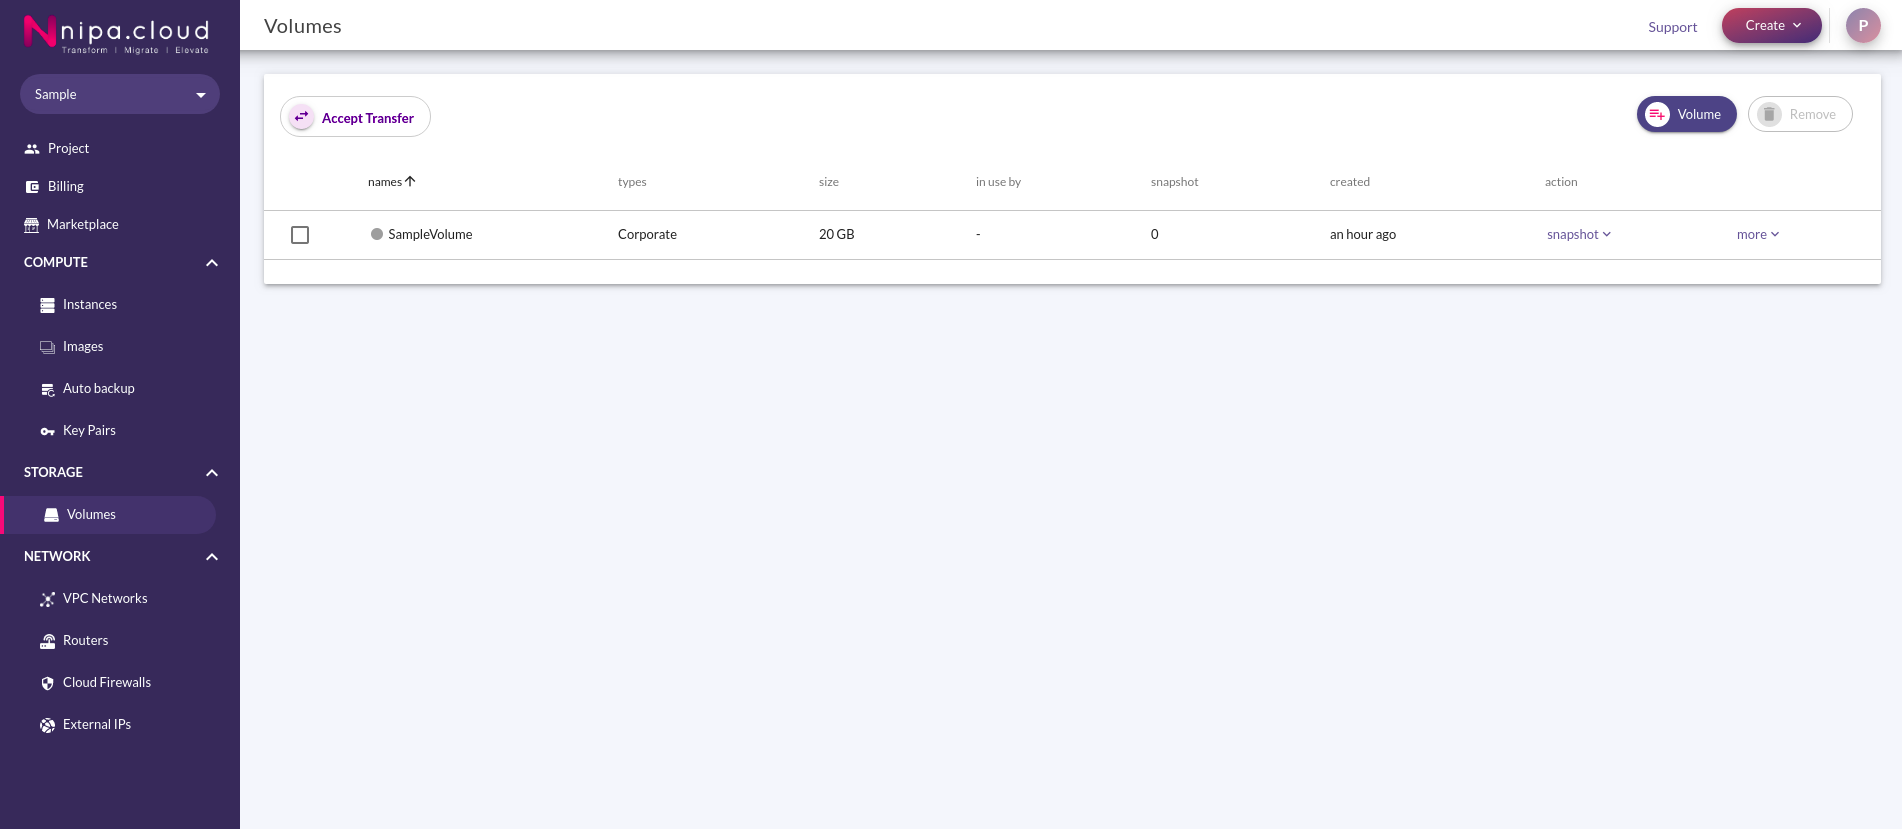 nipa.cloud
Transform | Migrate | Elevate
Sample
Project
Billing
Marketplace
COMPUTE
Instances
Images
Auto backup
Key Pairs
STORAGE
Volumes
NETWORK
VPC Networks
Routers
Cloud Firewalls
External IPs
Volumes
Support
Create
P
Accept Transfer
Volume
Remove
names types size in use by snapshot created action
SampleVolume Corporate 20 GB - 0 an hour ago snapshot more